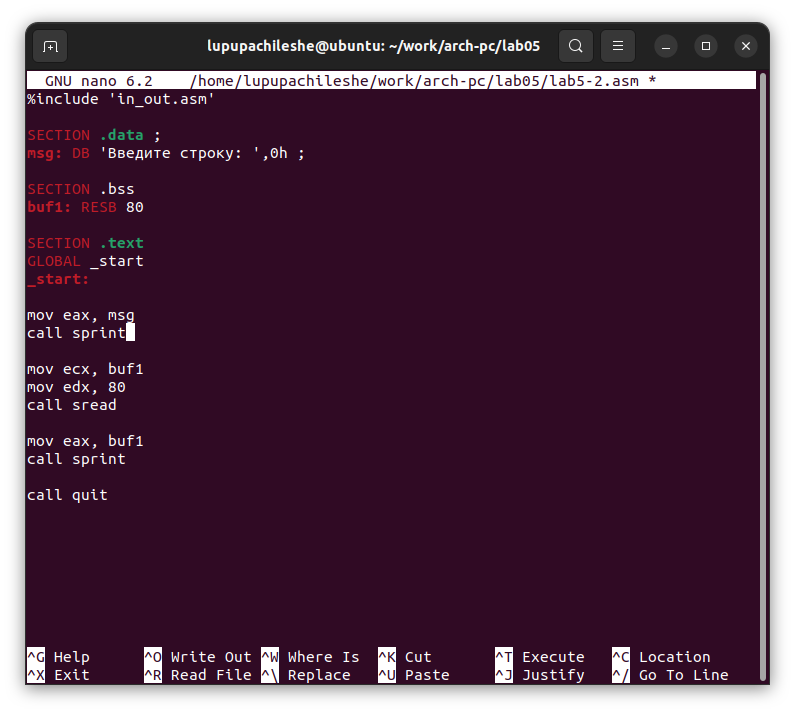 lupupachileshe@ubuntu: ~/work/arch-pc/lab05
GNU nano 6.2 /home/lupupachileshe/work/arch-pc/lab05/lab5-2.asm *
%include 'in_out.asm'
SECTION .data ;
msg: DB 'Введите строку: ',0h ;
SECTION .bss
buf1: RESB 80
SECTION .text
GLOBAL _start
_start:
mov eax, msg
call sprint
mov ecx, buf1
mov edx, 80
call sread
mov eax, buf1
call sprint
call quit
^G Help ^O Write Out ^W Where Is ^K Cut ^T Execute ^C Location
^X Exit ^R Read File ^\ Replace ^U Paste ^J Justify ^/ Go To Line